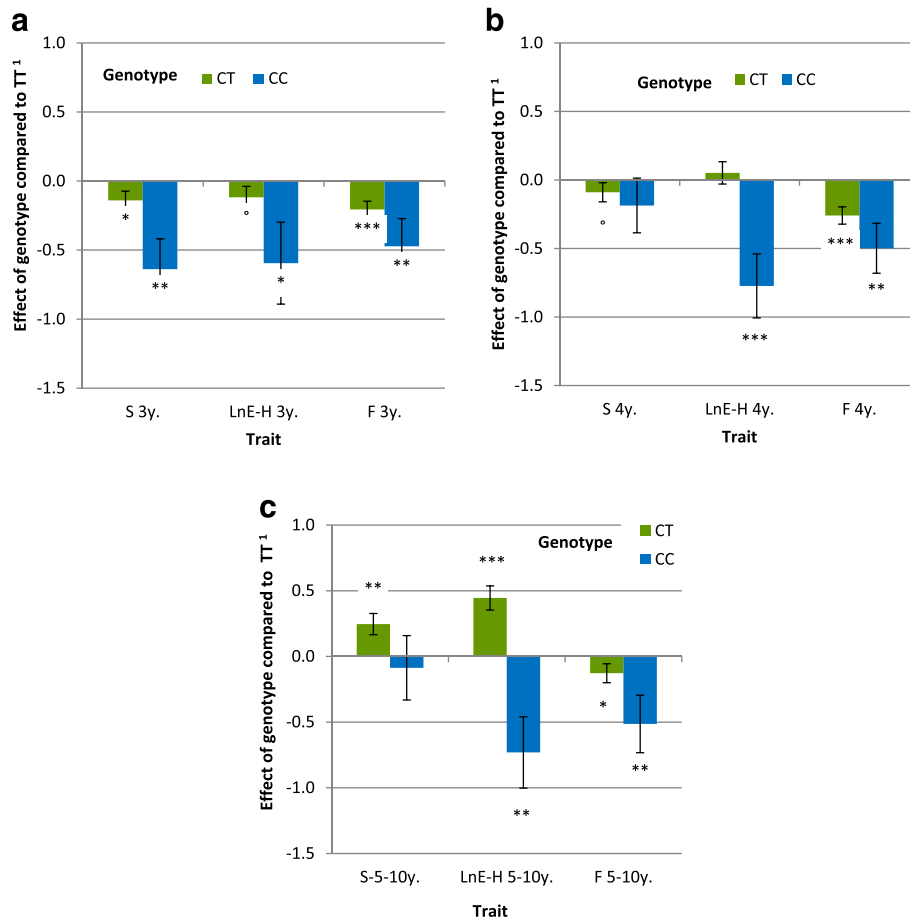 a
Effect of genotype compared to TT 1
1.0
0.5
0.0
-0.5
-1.0
-1.5
Genotype CT CC
* ** ° * *** **
S 3y. LnE-H 3y. F 3y.
Trait
b
Effect of genotype compared to TT 1
1.0
0.5
0.0
-0.5
-1.0
-1.5
Genotype CT CC
° *** *** **
S 4y. LnE-H 4y. F 4y.
Trait
c
Effect of genotype compared to TT 1
1.0
0.5
0.0
-0.5
-1.0
-1.5
CT
Genotype
CC
** *** ** * **
S-5-10y. LnE-H 5-10y. F 5-10y.
Trait